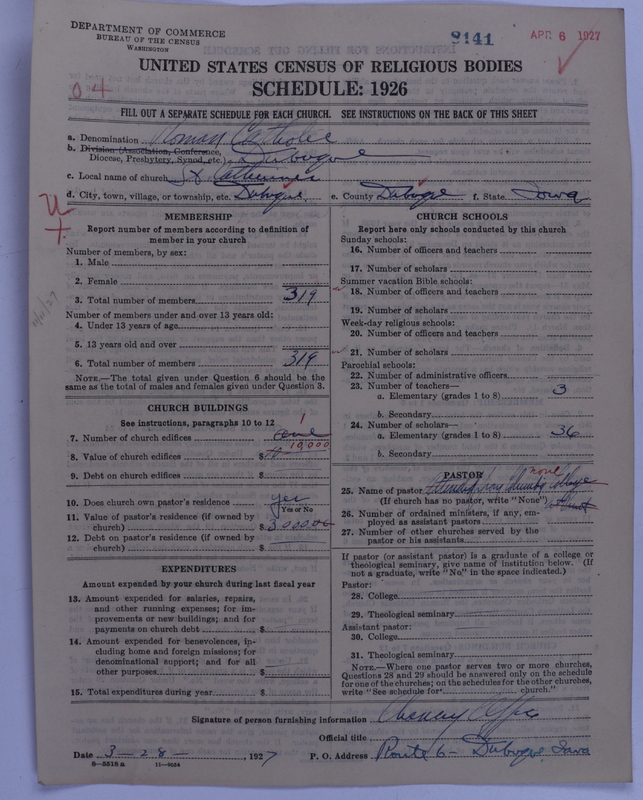 DEPARTMENT OF COMMERCE
BUREAU OF THE CENSUS
WASHINGTON
8141
APR 6 1927
UNITED STATES CENSUS OF RELIGIOUS BODIES
SCHEDULE: 1926
04
FILL OUT A SEPARATE SCHEDULE FOR EACH CHURCH. SEE INSTRUCTIONS ON THE BACK OF THIS SHEET
a. Denomination Roman Catholic
b. Division (Association, Conference,
Diocese, Presbytery, Synod, etc.) Dubuque
c. Local name of church St Catherines
d. City, town, village, or township, etc. Dubuque e. County Dubuque f. State Iowa
MEMBERSHIP
Report number of members according to definition of
member in your church
Number of members, by sex:
1. Male
2. Female
3. Total number of members 319
Number of members under and over 13 years old:
4. Under 13 years of age
5. 13 years old and over
6. Total number of members 319
NOTE.—The total given under Question 6 should be the
same as the total of males and females given under Question 3.
CHURCH BUILDINGS
See instructions, paragraphs 10 to 12
7. Number of church edifices one 1
8. Value of church edifices $ 10,000
9. Debt on church edifices $
10. Does church own pastor's residence yes
Yes or No
11. Value of pastor's residence (if owned by
church) $ 3,000.00
12. Debt on pastor's residence (if owned by
church) $
EXPENDITURES
Amount expended by your church during last fiscal year
13. Amount expended for salaries, repairs,
and other running expenses; for im-
provements or new buildings; and for
payments on church debt $
14. Amount expended for benevolences, in-
cluding home and foreign missions; for
denominational support; and for all
other purposes $
15. Total expenditures during year $
CHURCH SCHOOLS
Report here only schools conducted by this church
Sunday schools:
16. Number of officers and teachers
17. Number of scholars
Summer vacation Bible schools:
18. Number of officers and teachers
19. Number of scholars
Week-day religious schools:
20. Number of officers and teachers
21. Number of scholars
Parochial schools:
22. Number of administrative officers
23. Number of teachers—
a. Elementary (grades 1 to 8) 3
b. Secondary
24. Number of scholars—
a. Elementary (grades 1 to 8) 36
b. Secondary
PASTOR
none
25. Name of pastor College
(If church has no pastor, write "None")
26. Number of ordained ministers, if any, em-
ployed as assistant pastors
27. Number of other churches served by the
pastor or his assistants
If pastor (or assistant pastor) is a graduate of a college or
theological seminary, give name of institution below. (If
not a graduate, write "No," in the space indicated.)
Pastor:
28. College
29. Theological seminary
Assistant pastor:
30. College
31. Theological seminary
NOTE.—Where one pastor serves two or more churches,
Questions 28 and 29 should be answered only on the schedule
for one of the churches; on the schedules for the other churches,
write "See schedule for church."
Signature of person furnishing information
Official title
Date 3-28- 1927 P. O. Address Route 6- Dubuque, Iowa
8—5518 a 11—9054